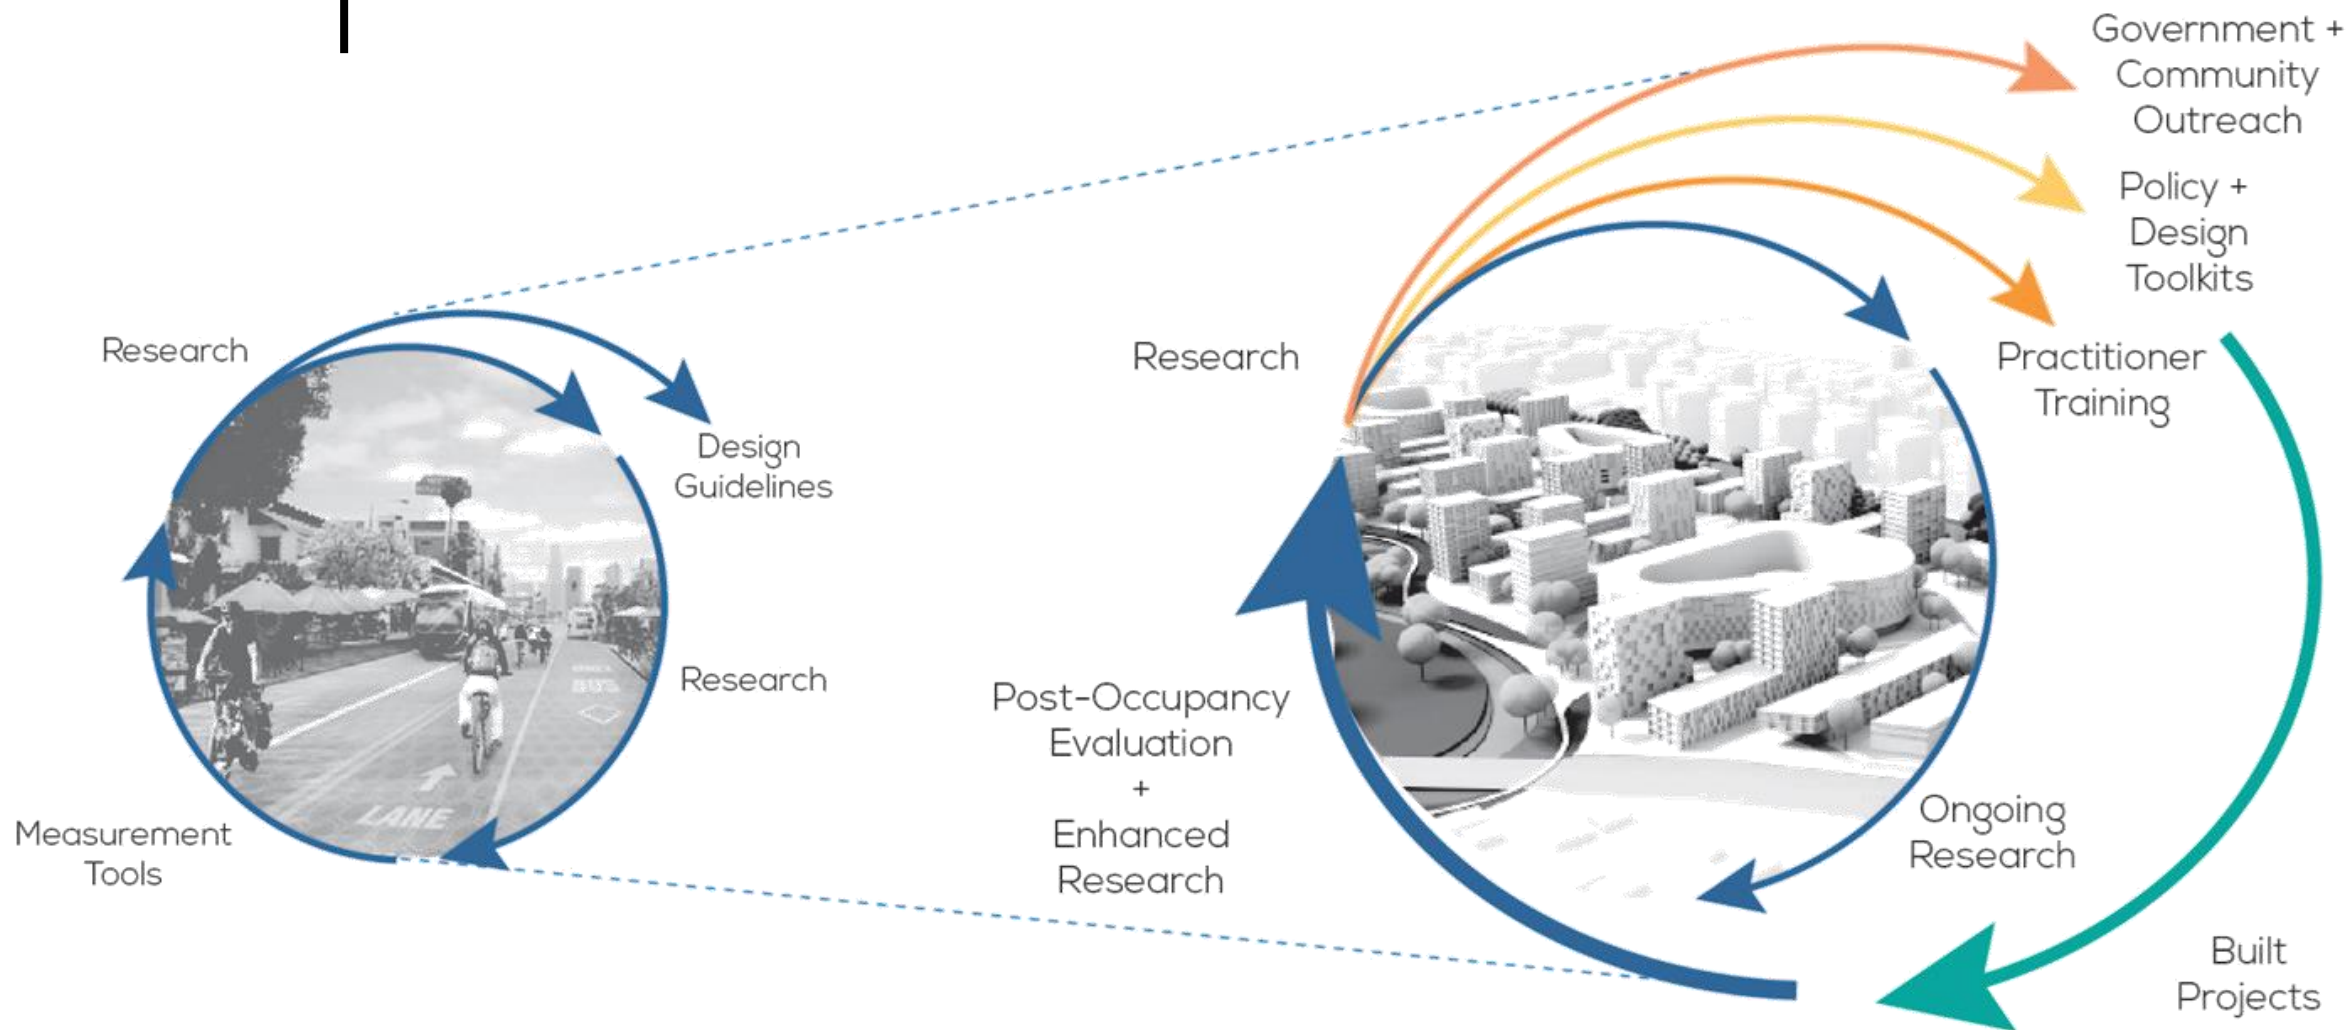 Government +
Community
Outreach
Policy +
Design
Toolkits
Research
Research
Practitioner
Training
Design
Guidelines
Research
Post-Occupancy
Evaluation
+
Enhanced
Research
LANE
Measurement
Tools
Ongoing
Research
Built
Projects